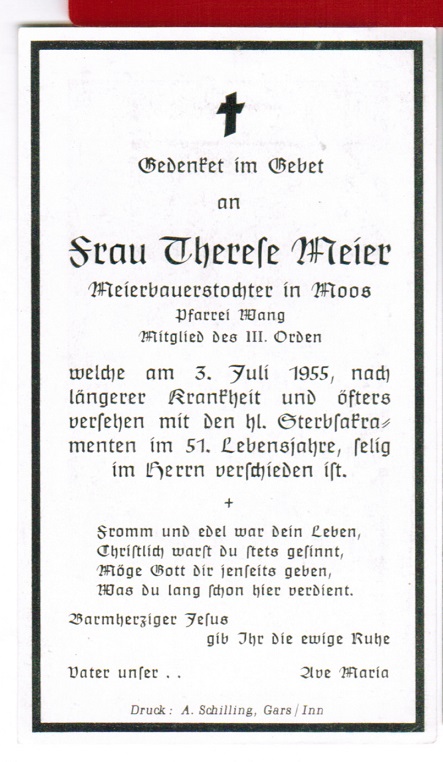 Gedenket im Gebet
an
Frau Therese Meier
Meierbauerstochter in Moos
Pfarrei Wang
Mitglied des III. Orden
welche am 3. Juli 1955, nach
längerer Krankheit und öfters
versehen mit den hl. Sterbsakra-
menten im 51. Lebensjahre, selig
im Herrn verschieden ist.
+
Fromm und edel war dein Leben,
Christlich warst du stets gesinnt,
Möge Gott dir jenseits geben,
Was du lang schon hier verdient.
Barmherziger Jesus
gib Ihr die ewige Ruhe
Vater unser . . Ave Maria
Druck: A. Schilling, Gars/Inn